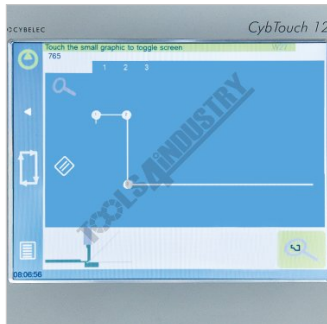 CYBELEC
CybTouch 12
Touch the small graphic to toggle screen
765
1 2 3
TOOLS4INDUSTRY
08:06:56